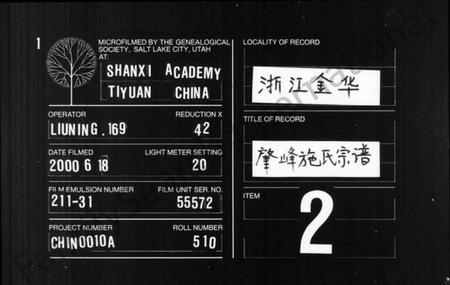 1
MICROFILMED BY THE GENEALOGICAL
SOCIETY, SALT LAKE CITY, UTAH
AT:
SHANXI ACADEMY
TIYUAN CHINA
OPERATOR
REDUCTION X
LIUNING.169
42
DATE FILMED
LIGHT METER SETTING
2000 6 18
20
FILM EMULSION NUMBER
FILM UNIT SER. NO.
211-31
55572
PROJECT NUMBER
ROLL NUMBER
CHIN0010A
510
LOCALITY OF RECORD
浙江金华
TITLE OF RECORD
肇峰施氏宗谱
ITEM
2